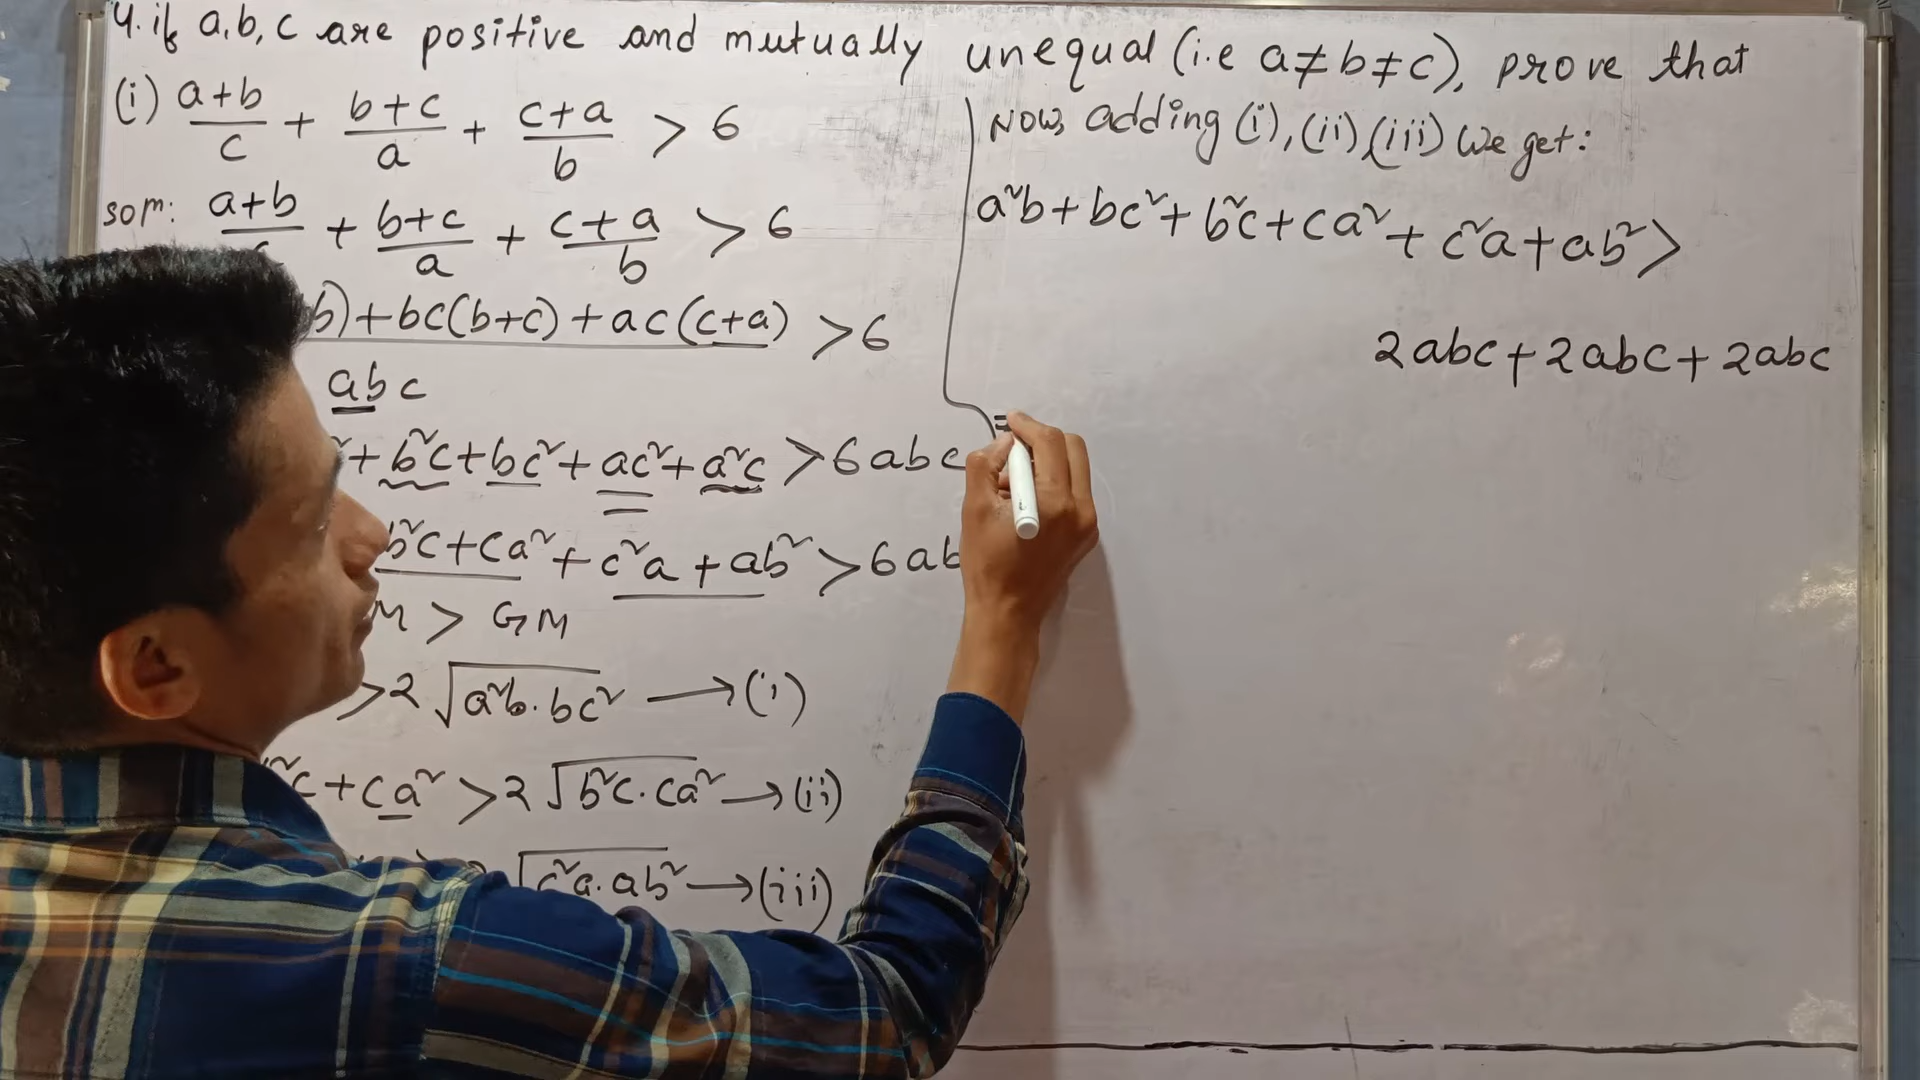 4. if a, b, c are positive and mutually unequal (i.e a≠b≠c), prove that
(i) a+b/c + b+c/a + c+a/b > 6
soln: a+b/ + b+c/a + c+a/b > 6
b)+bc(b+c)+ac(c+a) > 6
abc
²+b²c+bc²+ac²+a²c > 6abc
b²c+ca²+c²a+ab² > 6ab
M > GM
>2√a²b.bc² → (i)
²c+ca² > 2√b²c.ca² → (ii)
√c²a.ab² → (iii)
Now, adding (i), (ii), (iii) we get:
a²b+bc²+b²c+ca²+c²a+ab² >
2abc+2abc+2abc
=